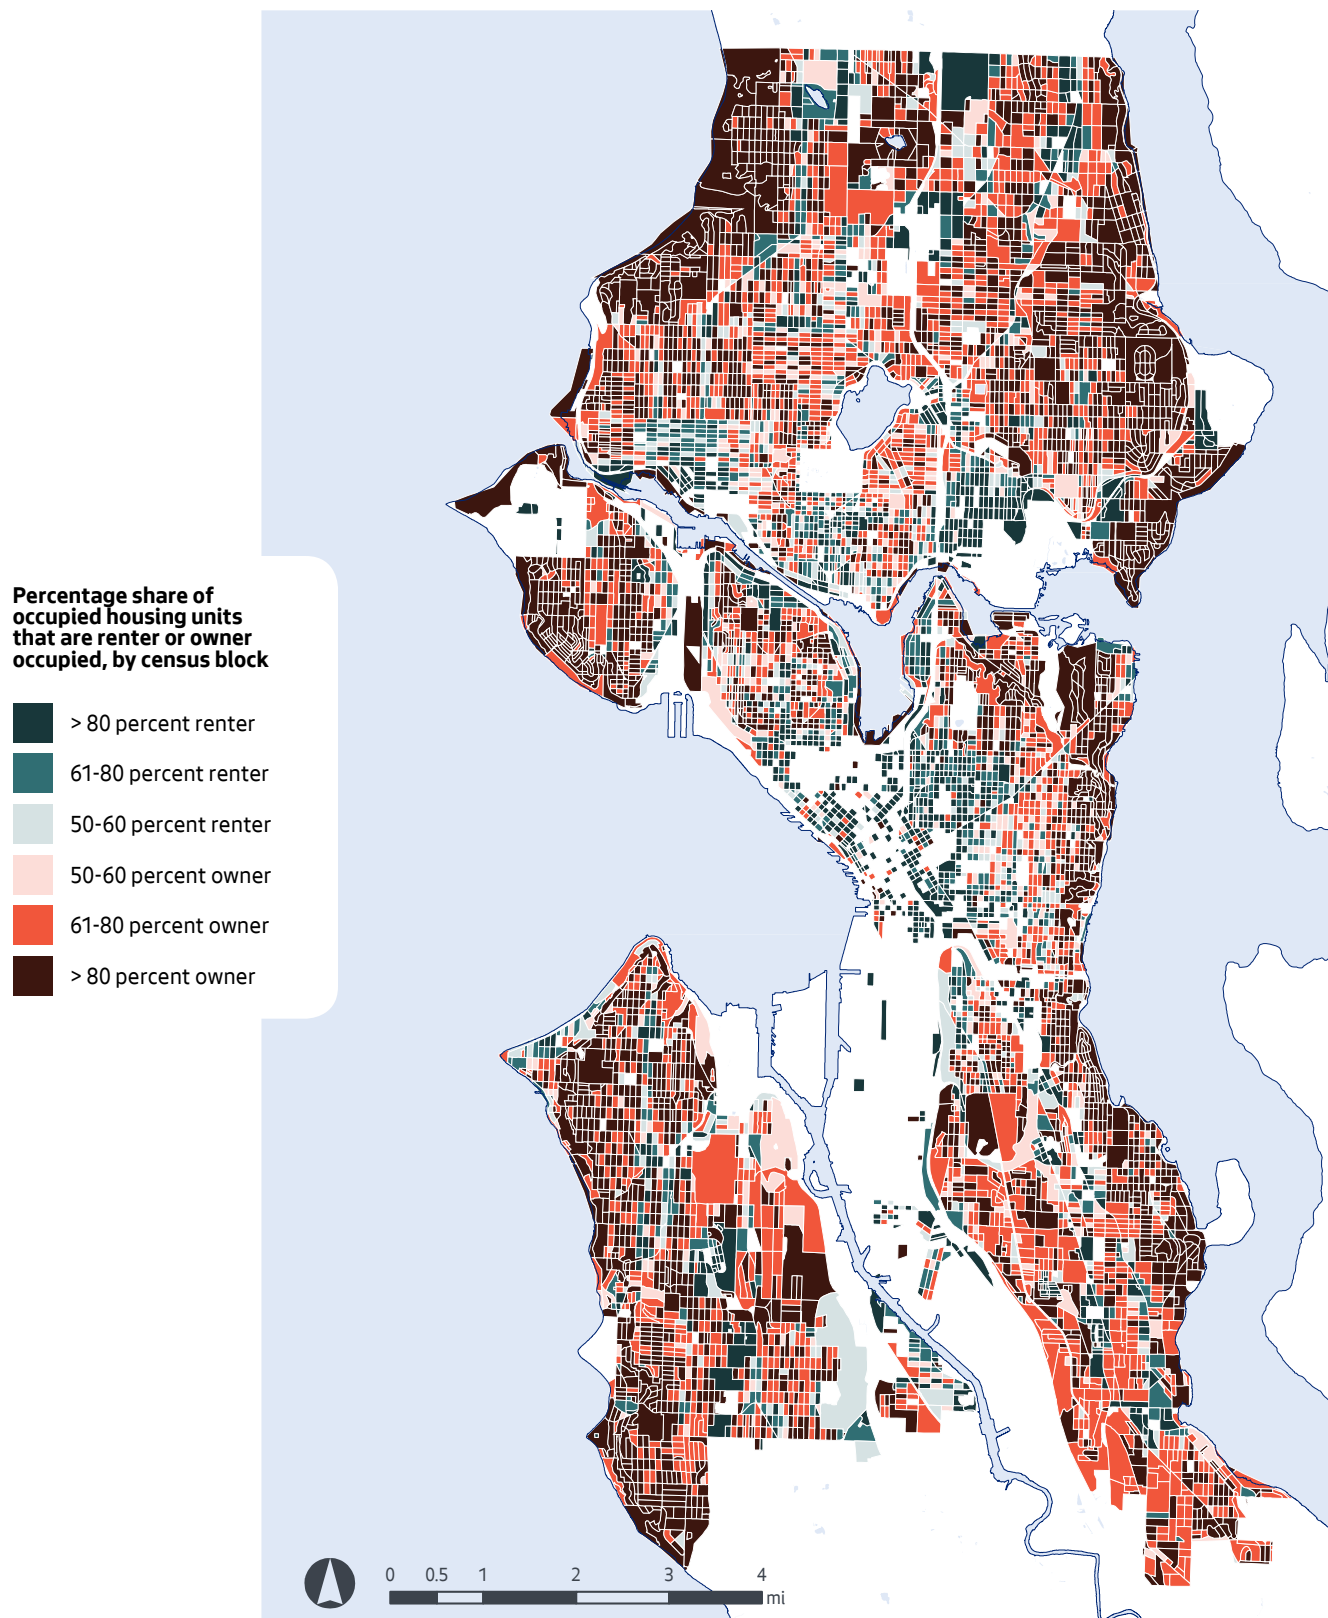 Percentage share of
occupied housing units
that are renter or owner
occupied, by census block
> 80 percent renter
61-80 percent renter
50-60 percent renter
50-60 percent owner
61-80 percent owner
> 80 percent owner
0 0.5 1 2 3 4
mi